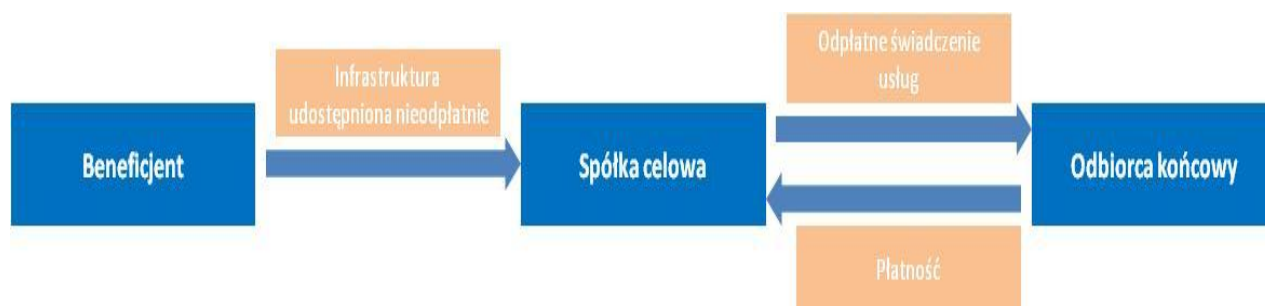 Beneficjent
Infrastruktura
udostępniona nieodpłatnie
Spółka celowa
Odpłatne świadczenie
usług
Płatność
Odbiorca końcowy